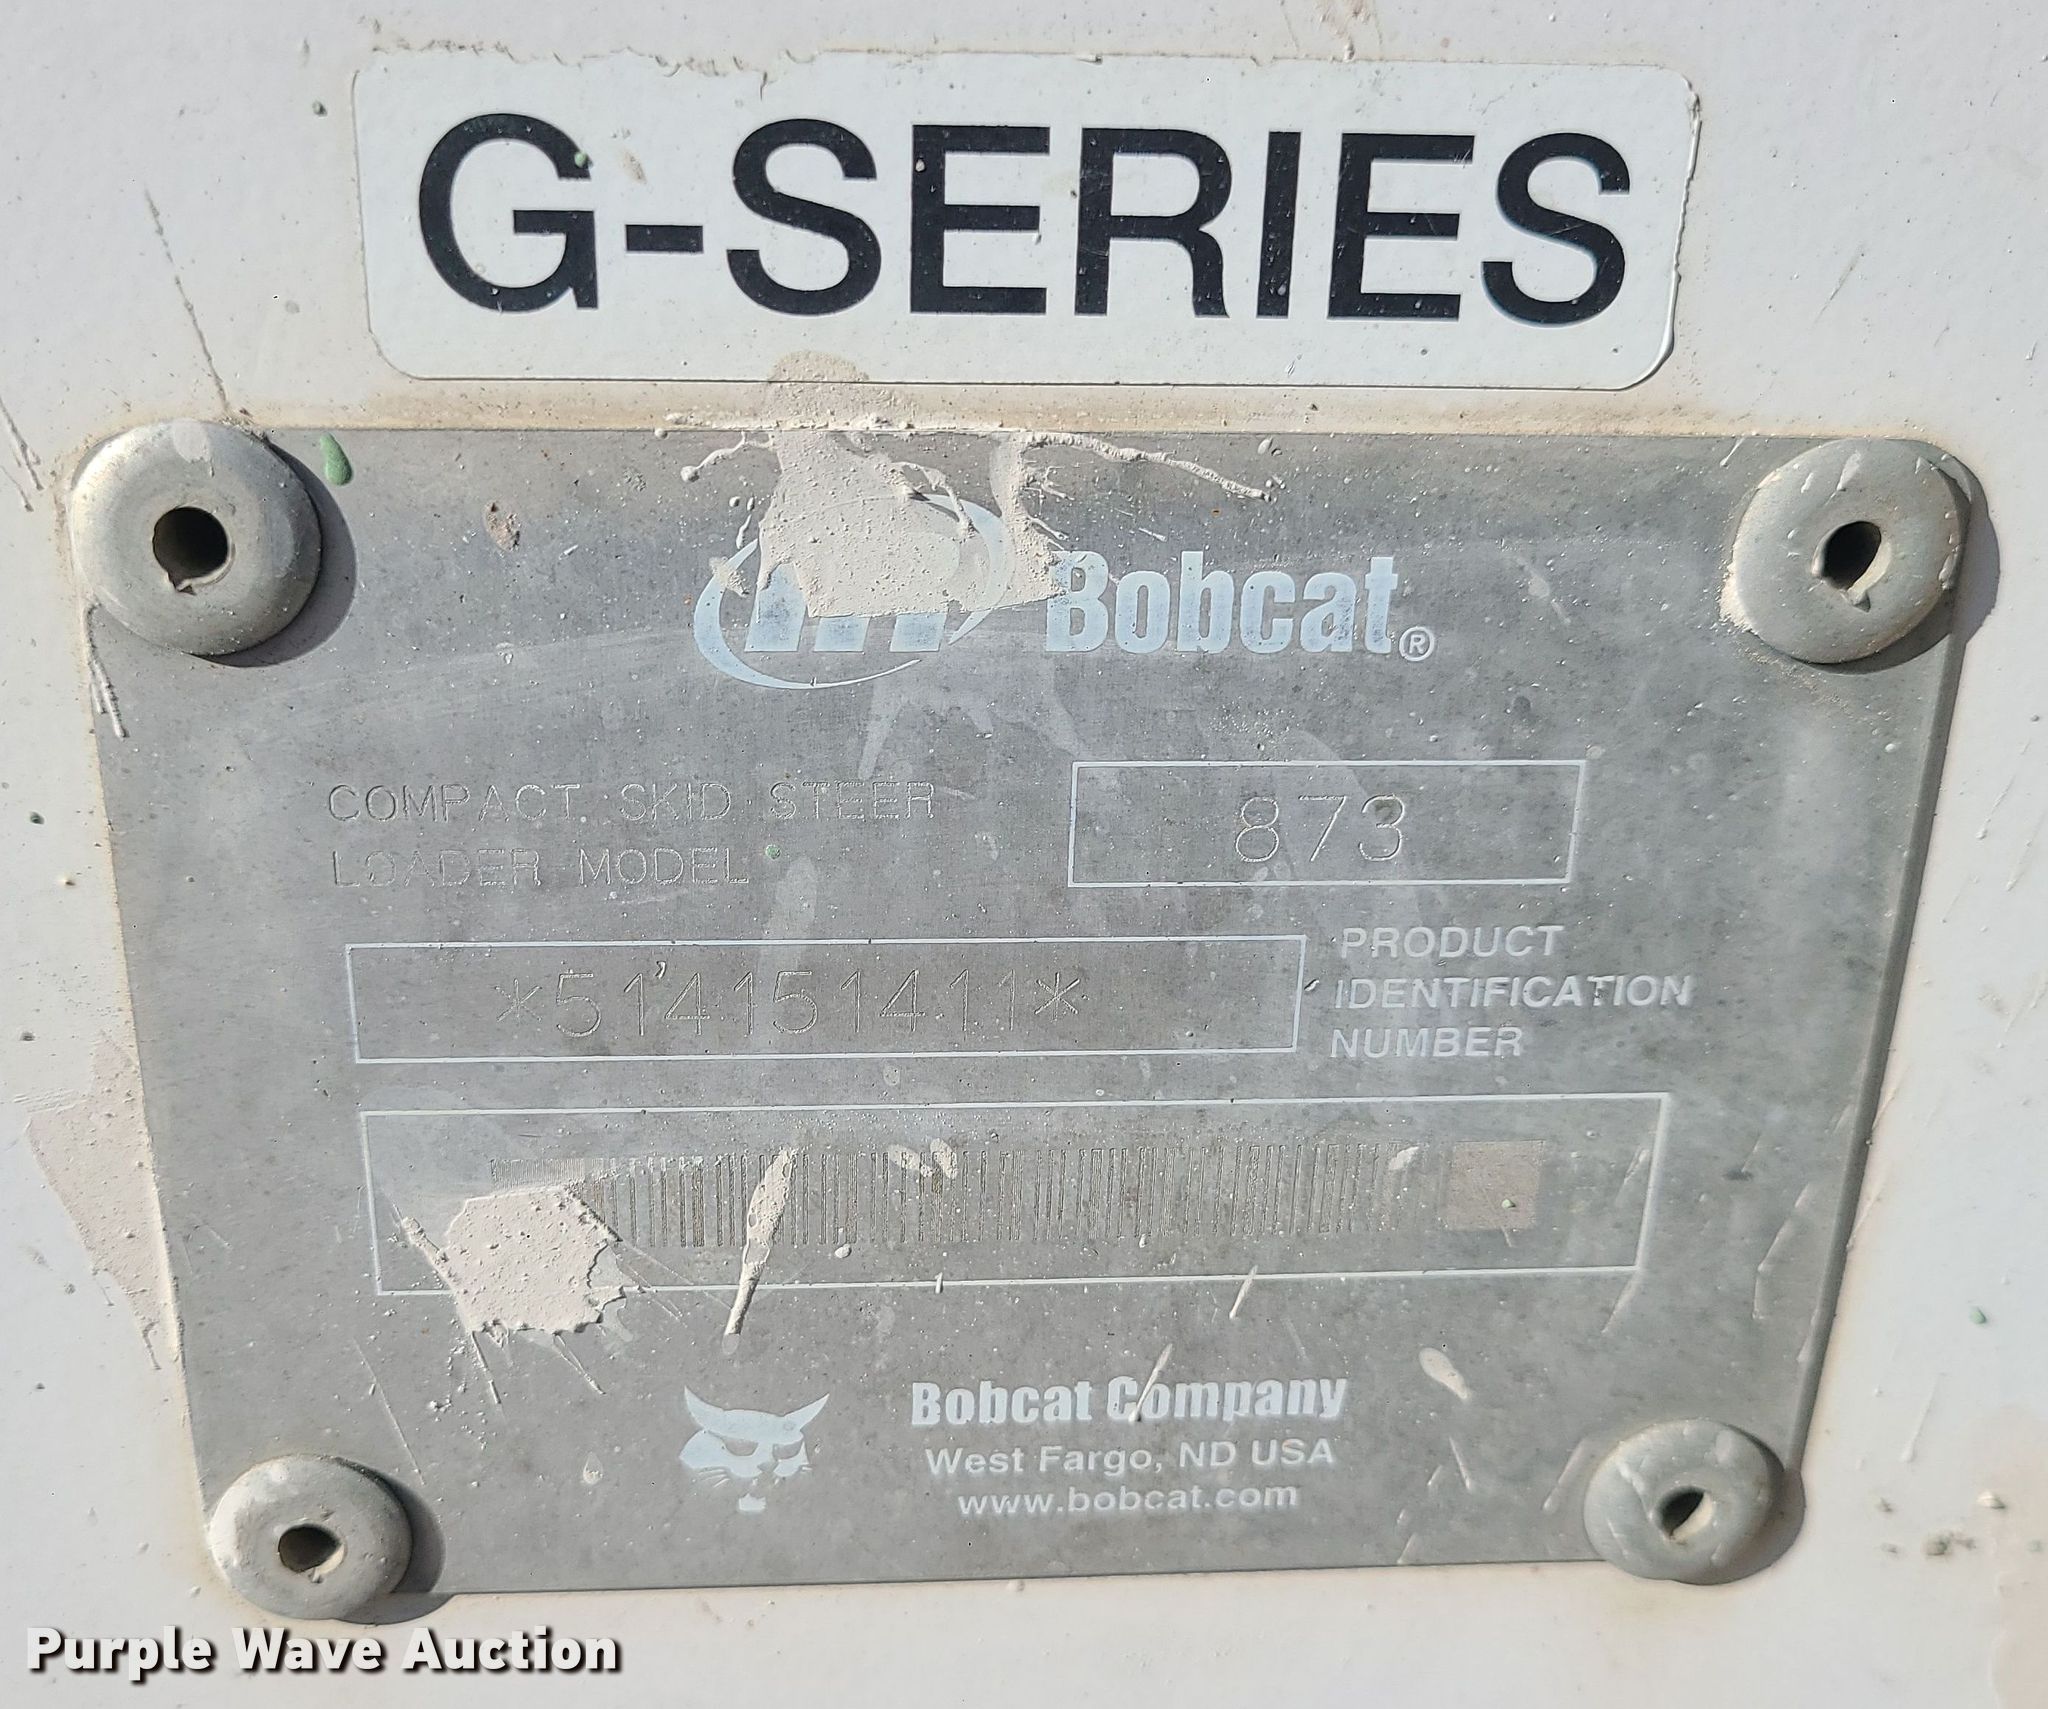 G-SERIES
Bobcat®
COMPACT SKID STEER
LOADER MODEL
873
*514151411*
PRODUCT
IDENTIFICATION
NUMBER
Bobcat Company
West Fargo, ND USA
www.bobcat.com
Purple Wave Auction